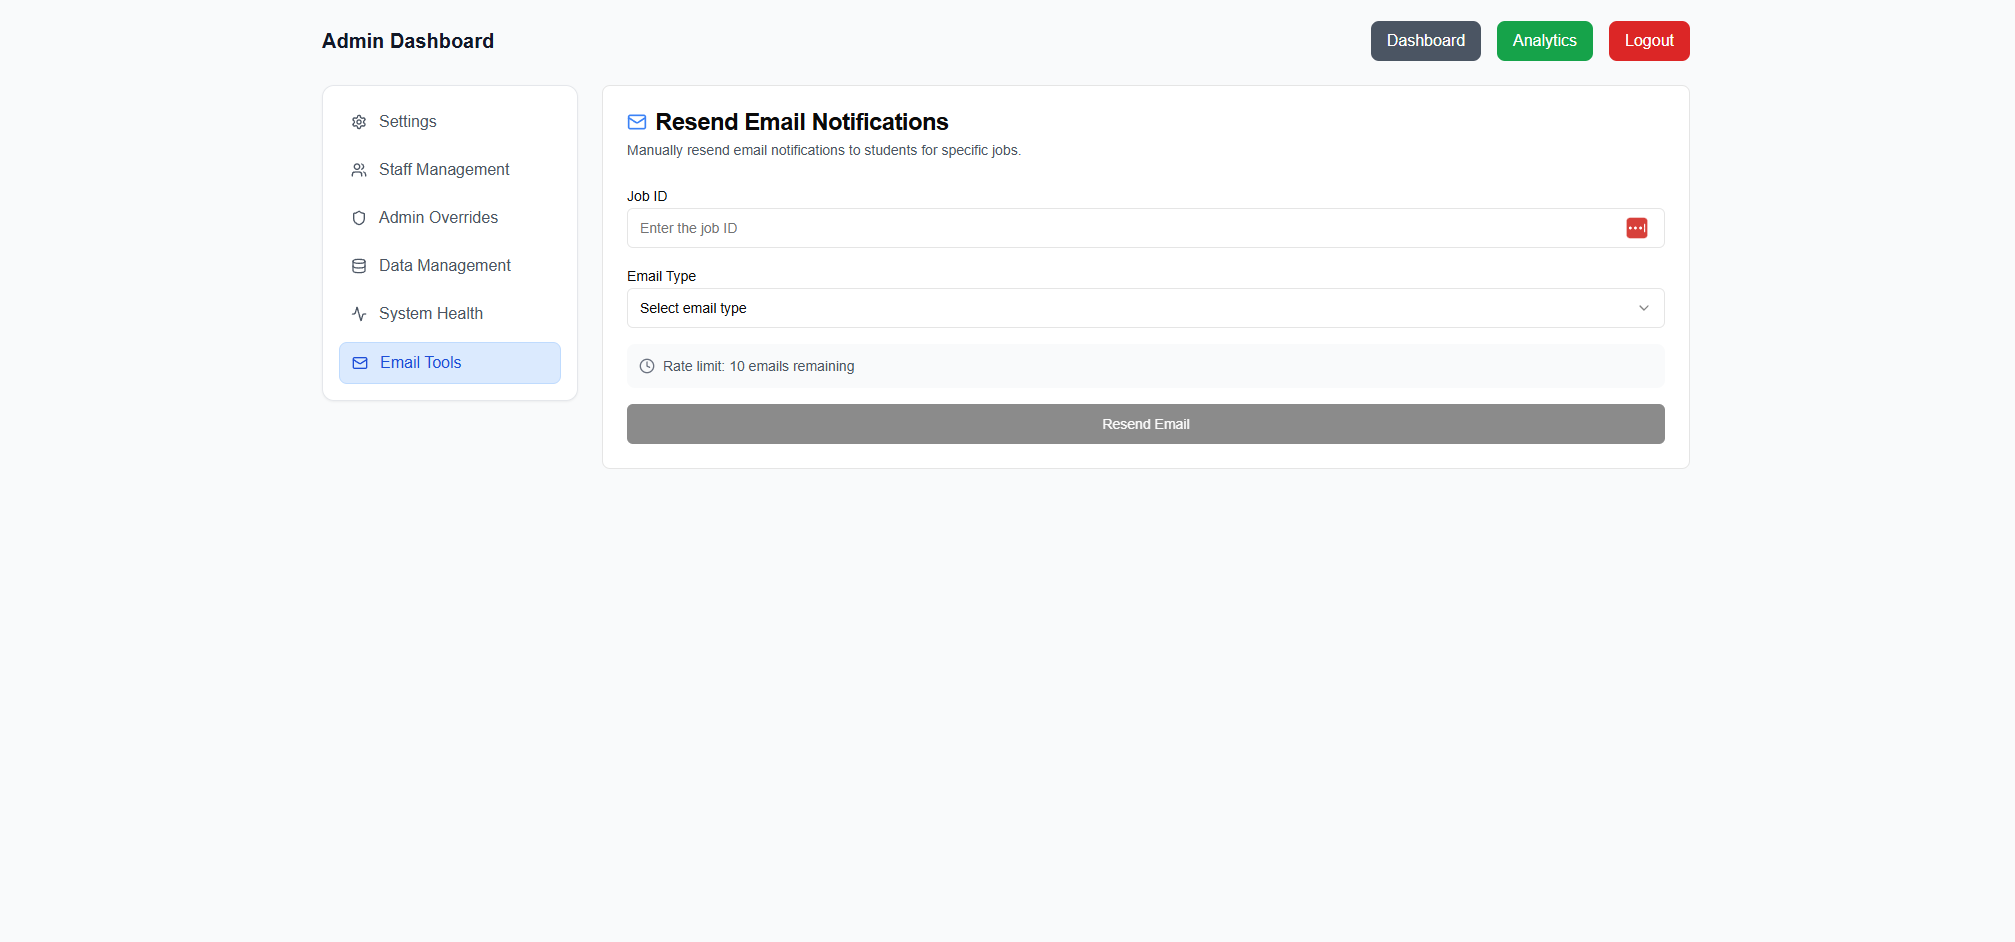 Admin Dashboard
Dashboard
Analytics
Logout
Settings
Staff Management
Admin Overrides
Data Management
System Health
Email Tools
Resend Email Notifications
Manually resend email notifications to students for specific jobs.
Job ID
Enter the job ID
Email Type
Select email type
Rate limit: 10 emails remaining
Resend Email